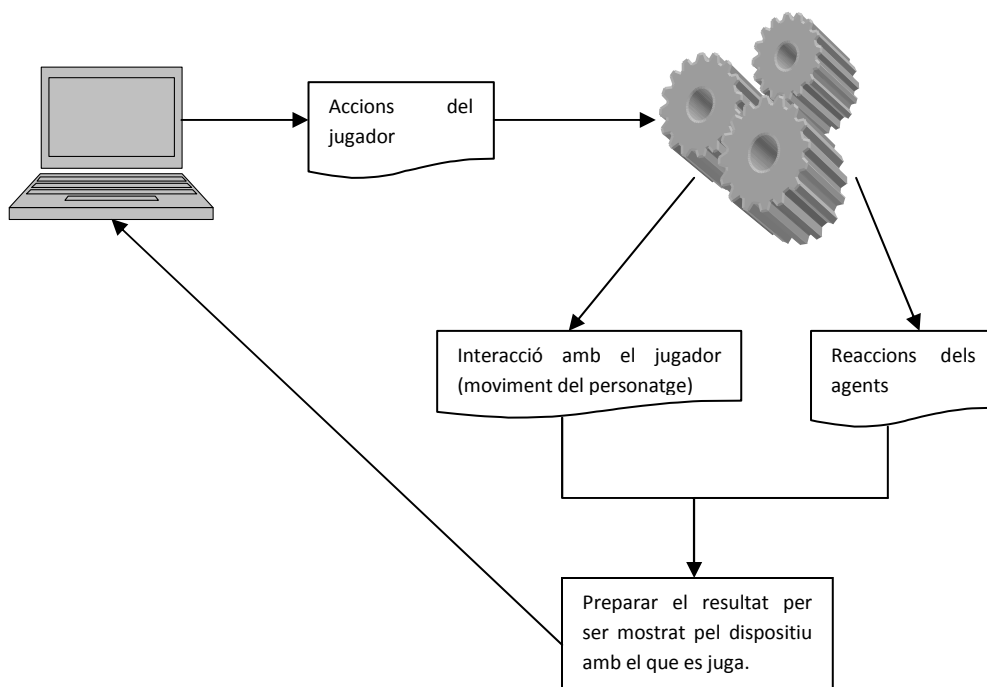 Accions del
jugador
Interacció amb el jugador
(moviment del personatge)
Reaccions dels
agents
Preparar el resultat per
ser mostrat pel dispositiu
amb el que es juga.